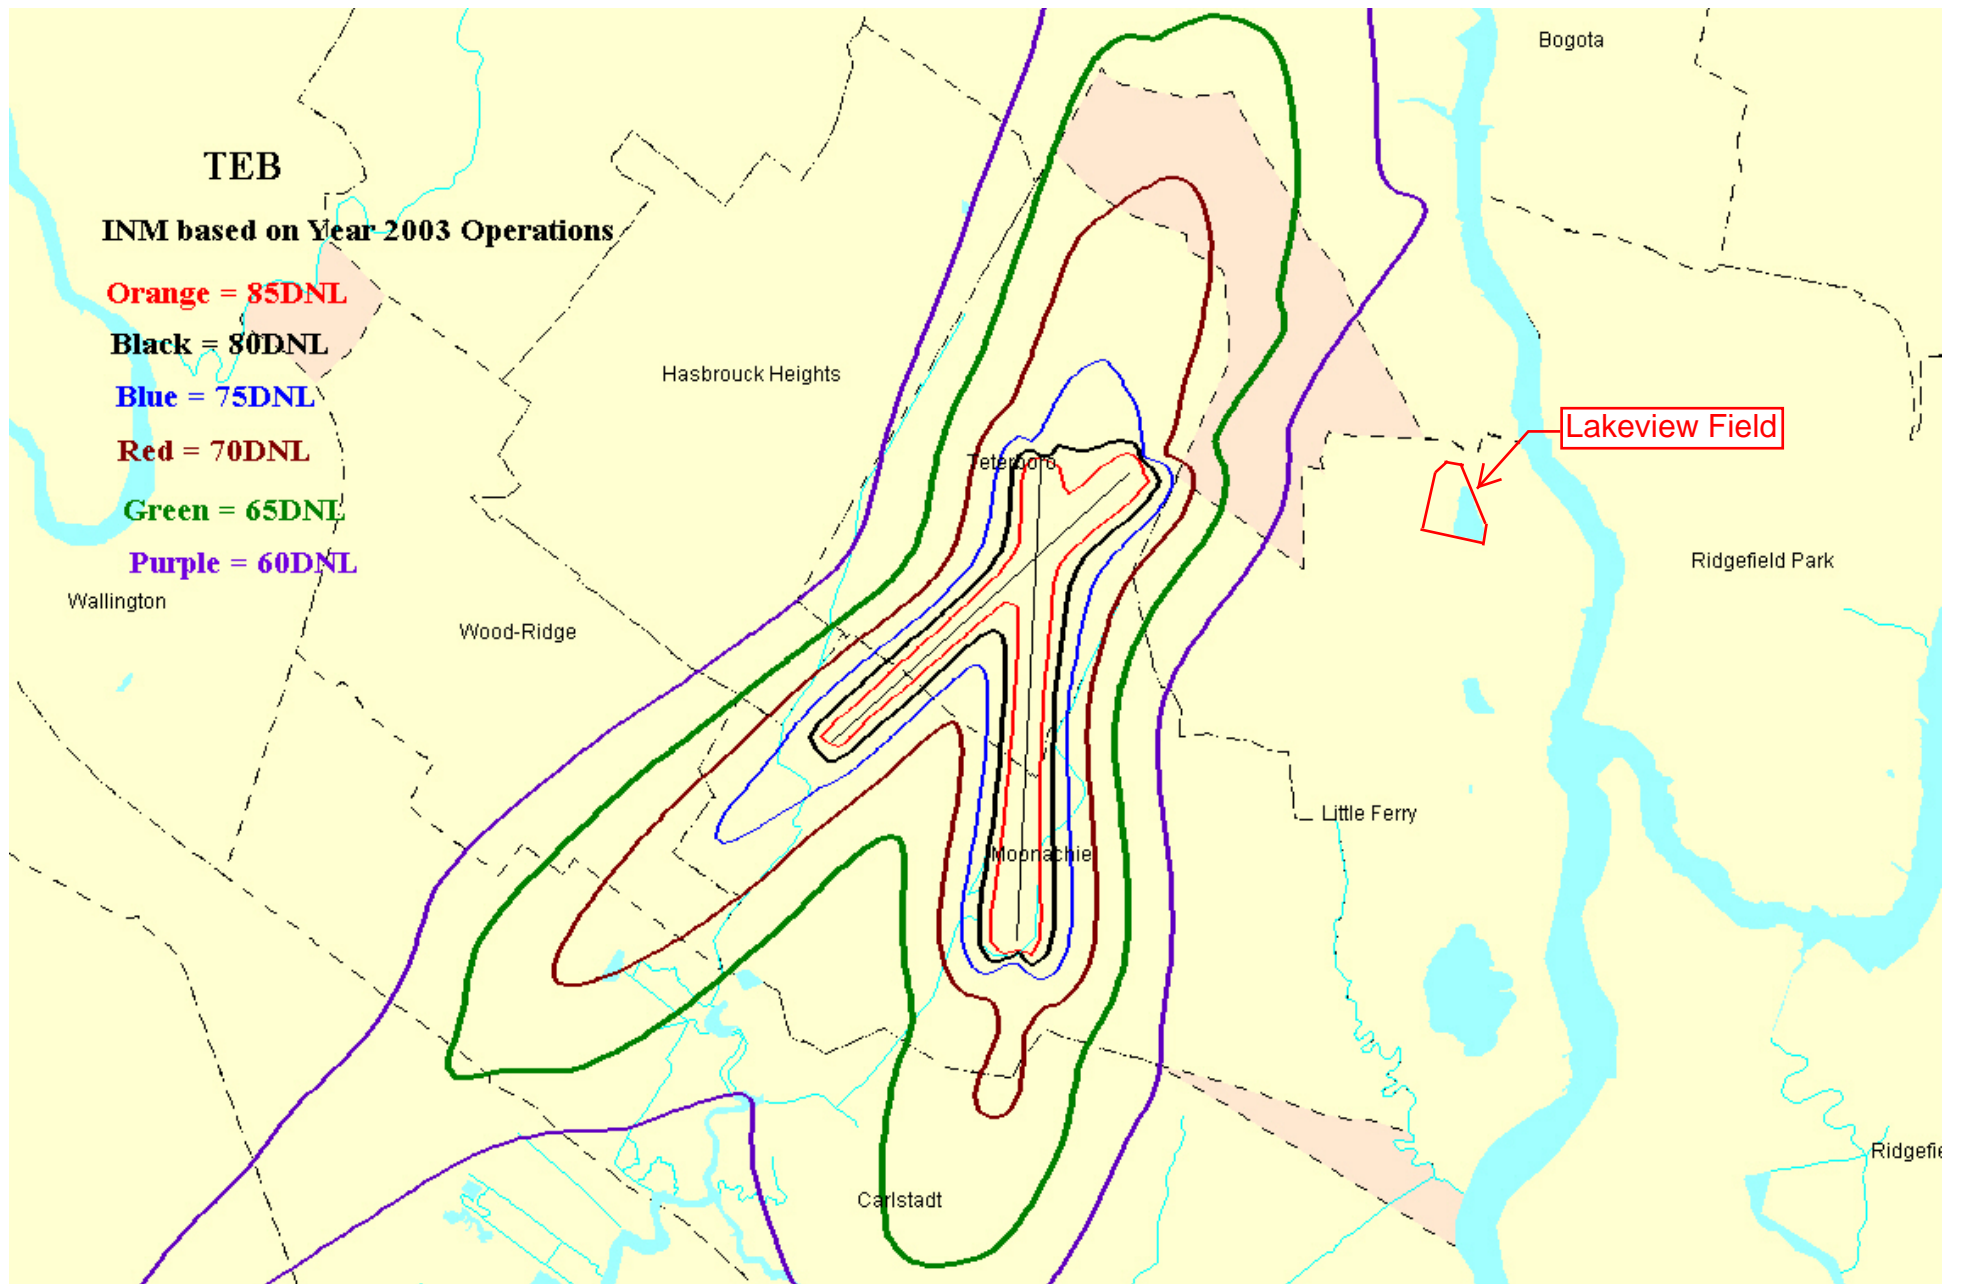 Bogota
TEB
INM based on Year 2003 Operations
Orange = 85DNL
Black = 80DNL
Hasbrouck Heights
Blue = 75DNL
Lakeview Field
Red = 70DNL
Teterboro
Green = 65DNL
Purple = 60DNL
Ridgefield Park
Wallington
Wood-Ridge
Little Ferry
Moonachie
Ridgefie
Carlstadt